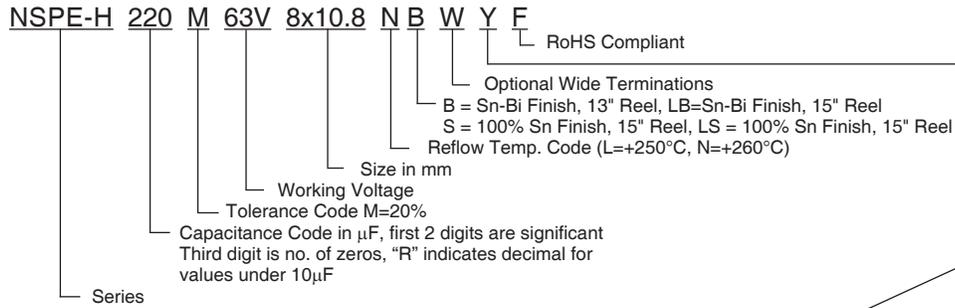 NSPE-H 220 M 63V 8x10.8 N B W Y F
RoHS Compliant
Optional Wide Terminations
B = Sn-Bi Finish, 13" Reel, LB=Sn-Bi Finish, 15" Reel
S = 100% Sn Finish, 15" Reel, LS = 100% Sn Finish, 15" Reel
Reflow Temp. Code (L=+250°C, N=+260°C)
Size in mm
Working Voltage
Tolerance Code M=20%
Capacitance Code in µF, first 2 digits are significant
Third digit is no. of zeros, “R” indicates decimal for
values under 10µF
Series